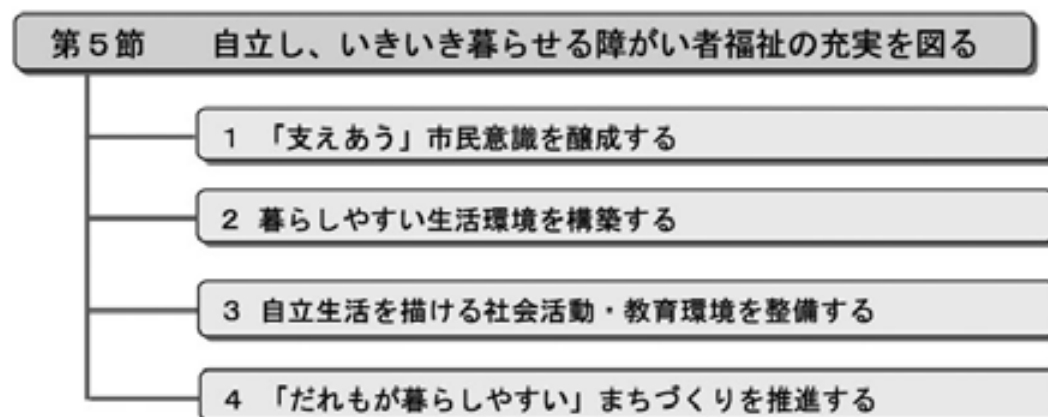 第５節　　自立し、いきいき暮らせる障がい者福祉の充実を図る
１　「支えあう」市民意識を醸成する
２　暮らしやすい生活環境を構築する
３　自立生活を描ける社会活動・教育環境を整備する
４　「だれもが暮らしやすい」まちづくりを推進する